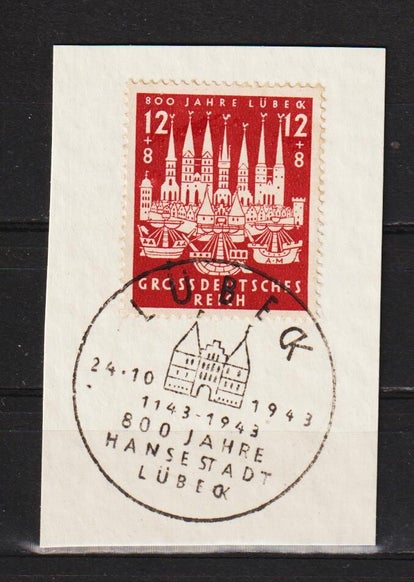 800 JAHRE LÜBECK
12 12
+ +
8 8
A·M
GROSSDEUTSCHES
REICH
LÜBECK
24·10 1943
1143-1943
800 JAHRE
HANSESTADT
LÜBECK